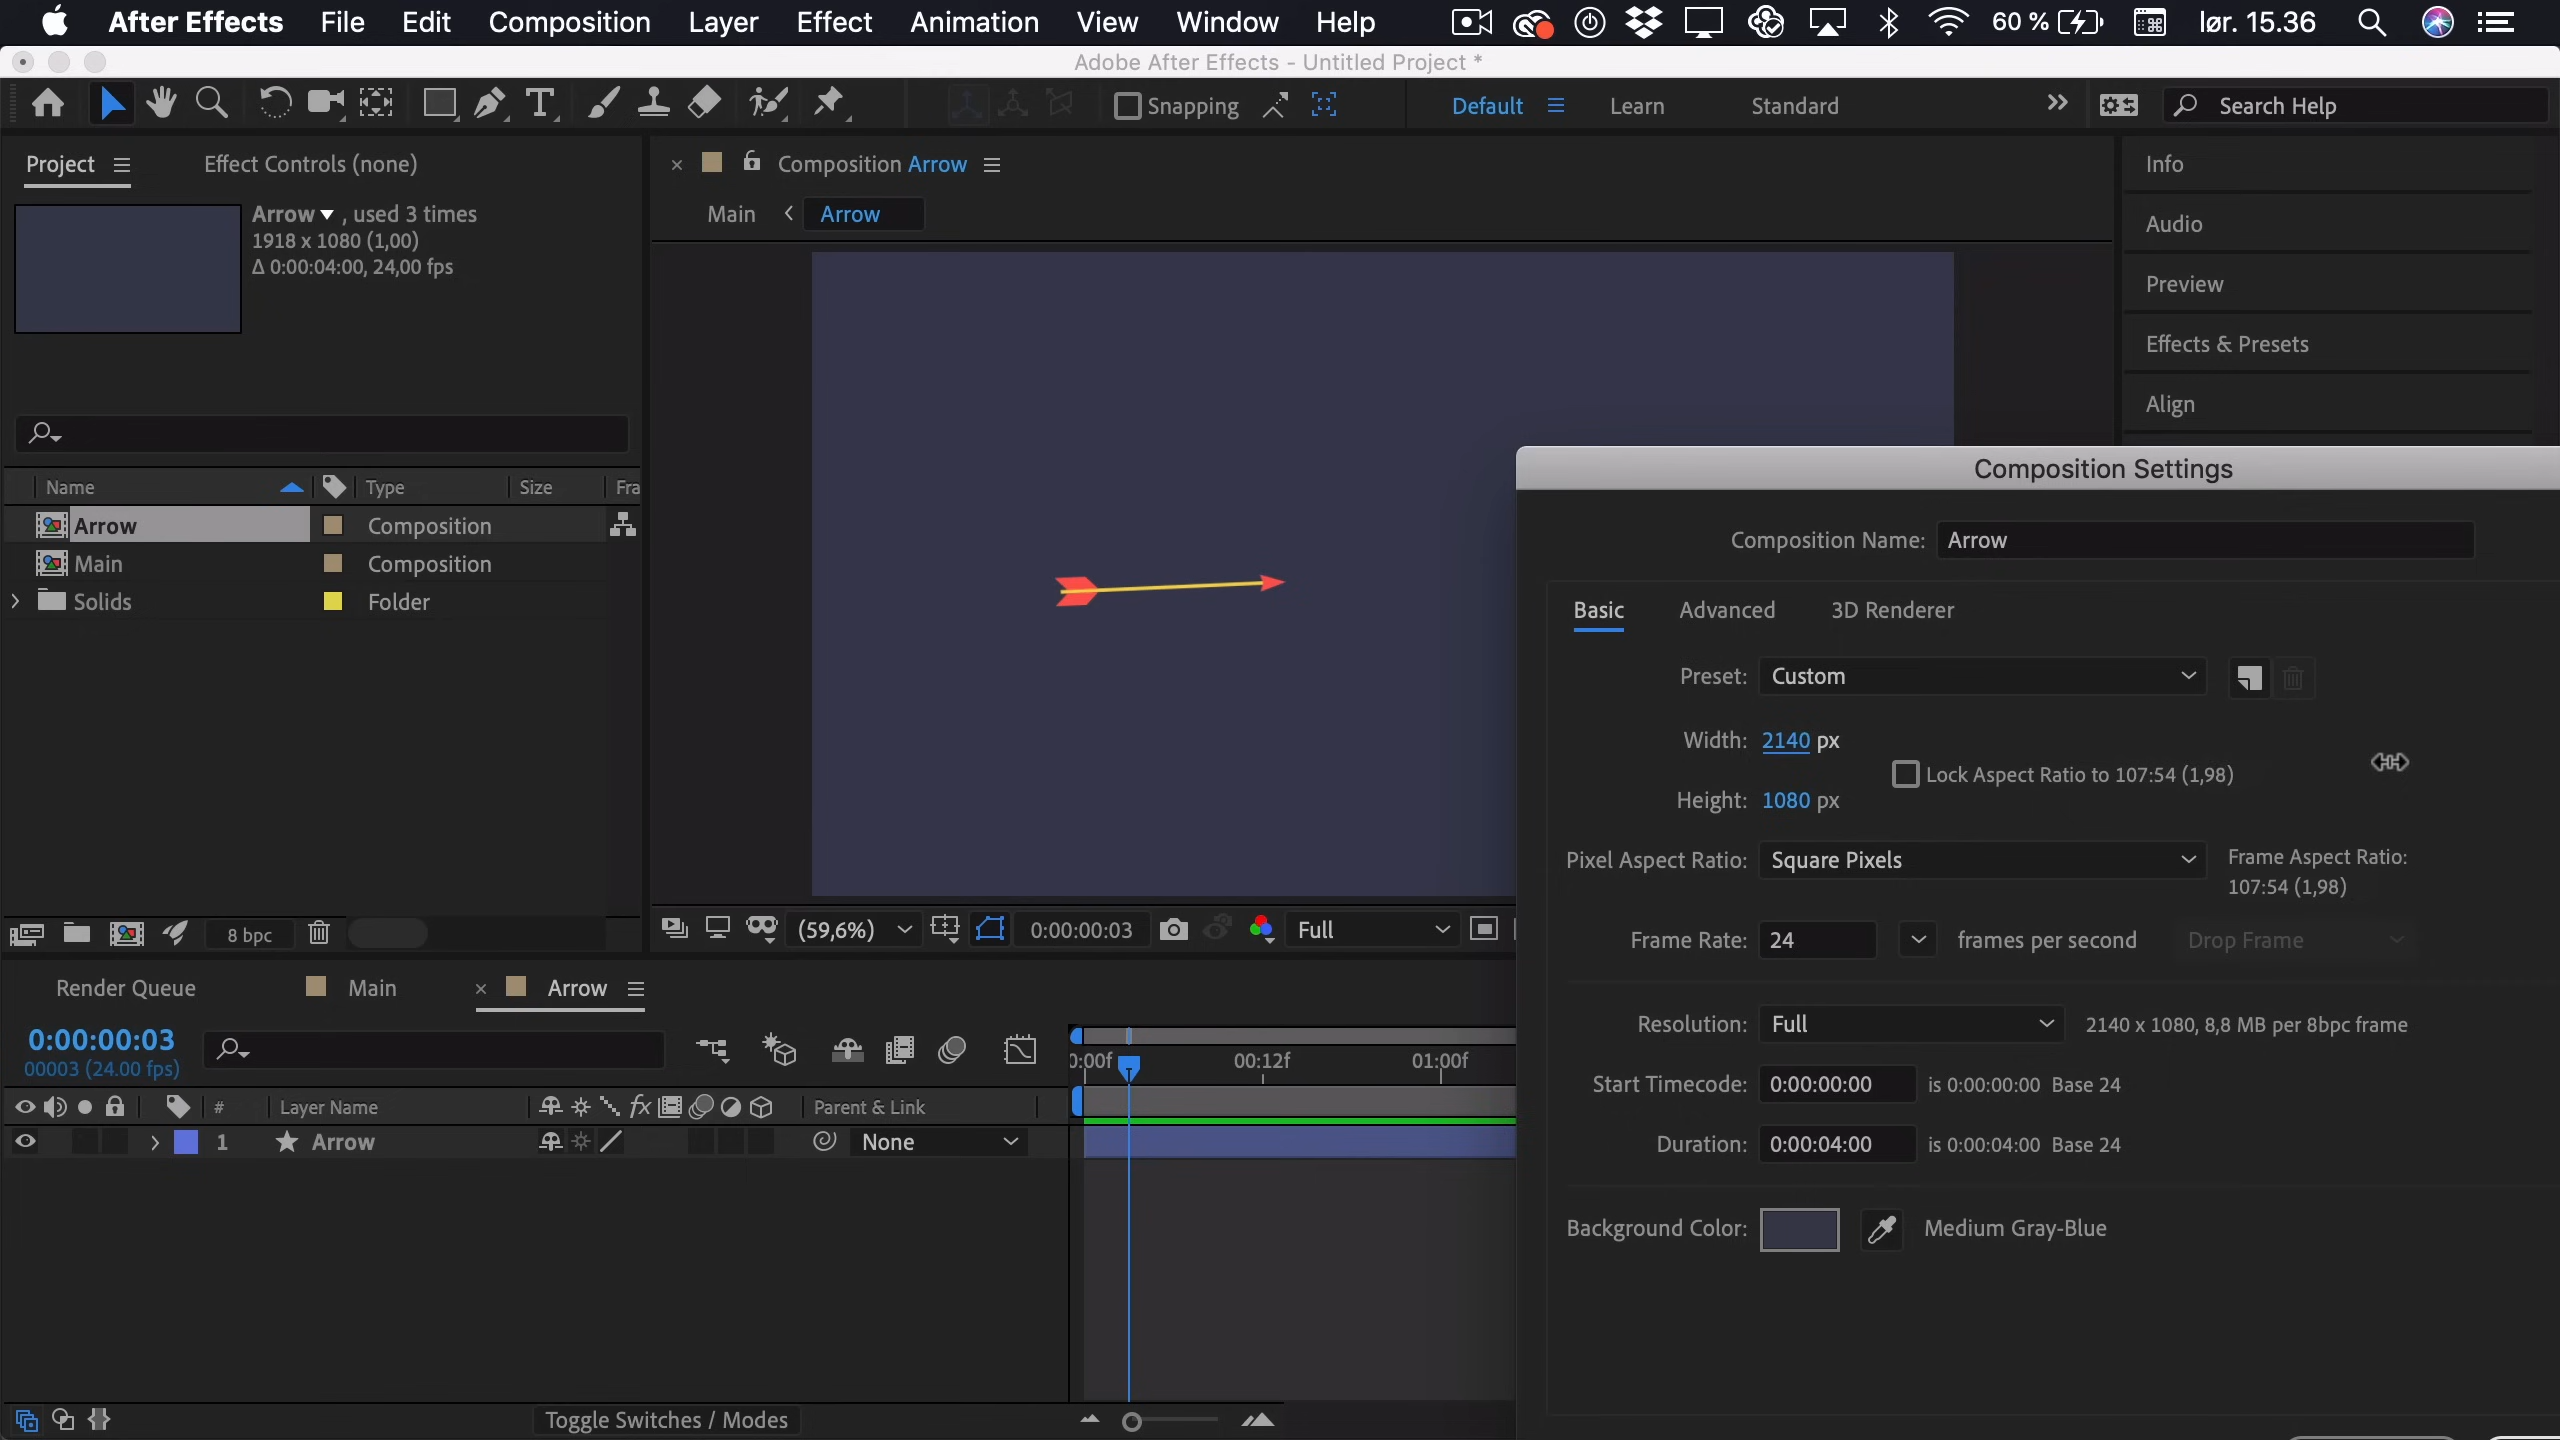 After Effects File Edit Composition Layer Effect Animation View Window Help 60 % lør. 15.36
Adobe After Effects - Untitled Project *
Snapping Default Learn Standard Search Help
Project Effect Controls (none)
Composition Arrow
Info
Arrow , used 3 times
1918 x 1080 (1,00)
Δ 0:00:04:00, 24,00 fps
Main Arrow
Audio
Preview
Effects & Presets
Align
Name Type Size Fra
Arrow Composition
Main Composition
Solids Folder
8 bpc
(59,6%) 0:00:00:03 Full
Composition Settings
Composition Name: Arrow
Basic Advanced 3D Renderer
Preset: Custom
Width: 2140 px
Lock Aspect Ratio to 107:54 (1,98)
Height: 1080 px
Pixel Aspect Ratio: Square Pixels Frame Aspect Ratio:
107:54 (1,98)
Frame Rate: 24 frames per second Drop Frame
Resolution: Full 2140 x 1080, 8,8 MB per 8bpc frame
Start Timecode: 0:00:00:00 is 0:00:00:00 Base 24
Duration: 0:00:04:00 is 0:00:04:00 Base 24
Background Color: Medium Gray-Blue
Render Queue Main Arrow
0:00:00:03
00003 (24.00 fps)
0:00f 00:12f 01:00f
# Layer Name fx Parent & Link
1 Arrow None
Toggle Switches / Modes